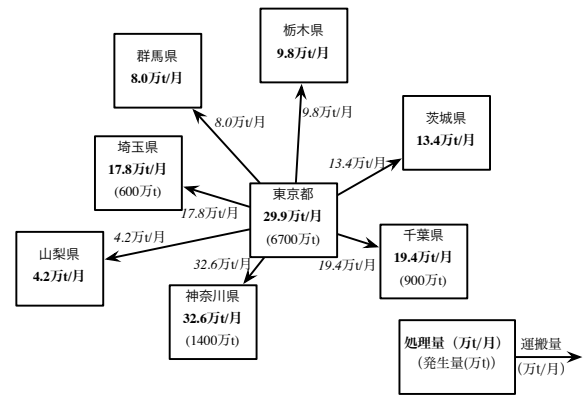 栃木県
9.8万t/月
群馬県
8.0万t/月
8.0万t/月
9.8万t/月
茨城県
13.4万t/月
埼玉県
17.8万t/月
(600万t)
13.4万t/月
東京都
29.9万t/月
(6700万t)
17.8万t/月
山梨県
4.2万t/月
4.2万t/月
千葉県
19.4万t/月
(900万t)
32.6万t/月
19.4万t/月
神奈川県
32.6万t/月
(1400万t)
処理量（万t/月）
（発生量(万t)）
運搬量
（万t/月）